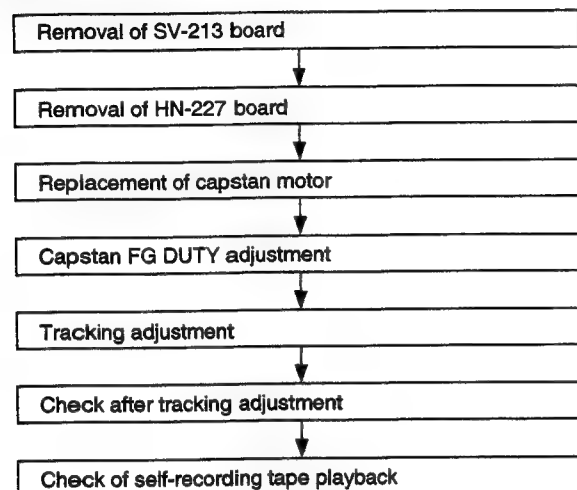 Removal of SV-213 board
Removal of HN-227 board
Replacement of capstan motor
Capstan FG DUTY adjustment
Tracking adjustment
Check after tracking adjustment
Check of self-recording tape playback